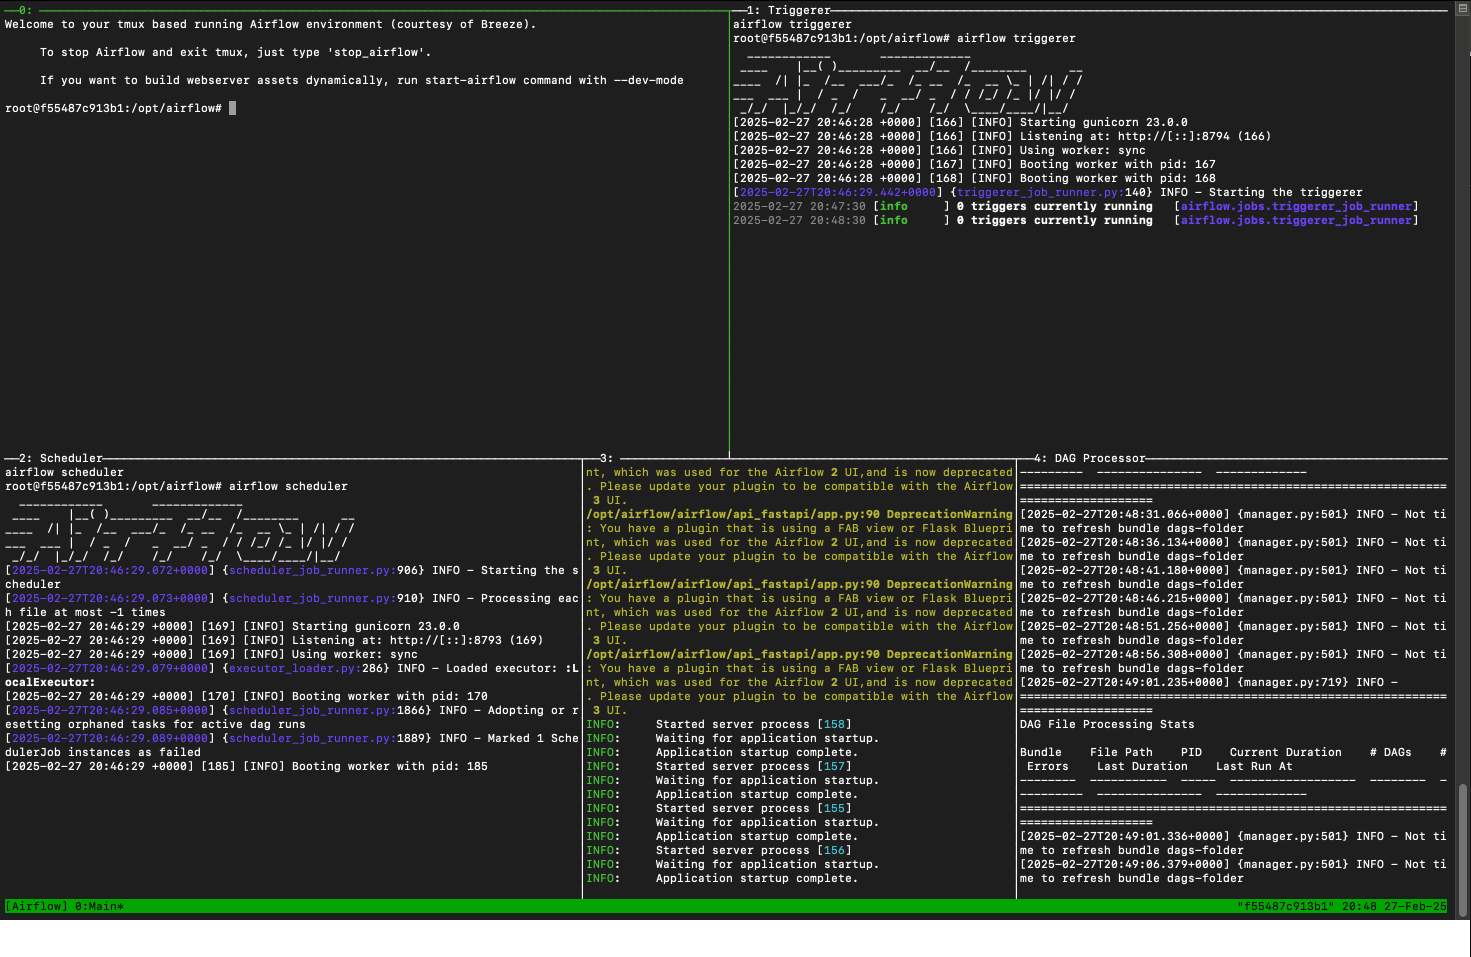 0:
Welcome to your tmux based running Airflow environment (courtesy of Breeze).
To stop Airflow and exit tmux, just type 'stop_airflow'.
If you want to build webserver assets dynamically, run start-airflow command with --dev-mode
root@f55487c913b1:/opt/airflow#
1: Triggerer
airflow triggerer
root@f55487c913b1:/opt/airflow# airflow triggerer
[2025-02-27 20:46:28 +0000] [166] [INFO] Starting gunicorn 23.0.0
[2025-02-27 20:46:28 +0000] [166] [INFO] Listening at: http://[::]:8794 (166)
[2025-02-27 20:46:28 +0000] [166] [INFO] Using worker: sync
[2025-02-27 20:46:28 +0000] [167] [INFO] Booting worker with pid: 167
[2025-02-27 20:46:28 +0000] [168] [INFO] Booting worker with pid: 168
[2025-02-27T20:46:29.442+0000] {triggerer_job_runner.py:140} INFO - Starting the triggerer
2025-02-27 20:47:30 [info     ] 0 triggers currently running   [airflow.jobs.triggerer_job_runner]
2025-02-27 20:48:30 [info     ] 0 triggers currently running   [airflow.jobs.triggerer_job_runner]
2: Scheduler
airflow scheduler
root@f55487c913b1:/opt/airflow# airflow scheduler
[2025-02-27T20:46:29.072+0000] {scheduler_job_runner.py:906} INFO - Starting the s
cheduler
[2025-02-27T20:46:29.073+0000] {scheduler_job_runner.py:910} INFO - Processing eac
h file at most -1 times
[2025-02-27 20:46:29 +0000] [169] [INFO] Starting gunicorn 23.0.0
[2025-02-27 20:46:29 +0000] [169] [INFO] Listening at: http://[::]:8793 (169)
[2025-02-27 20:46:29 +0000] [169] [INFO] Using worker: sync
[2025-02-27T20:46:29.079+0000] {executor_loader.py:286} INFO - Loaded executor: :L
ocalExecutor:
[2025-02-27 20:46:29 +0000] [170] [INFO] Booting worker with pid: 170
[2025-02-27T20:46:29.085+0000] {scheduler_job_runner.py:1866} INFO - Adopting or r
esetting orphaned tasks for active dag runs
[2025-02-27T20:46:29.089+0000] {scheduler_job_runner.py:1889} INFO - Marked 1 Sche
dulerJob instances as failed
[2025-02-27 20:46:29 +0000] [185] [INFO] Booting worker with pid: 185
3:
nt, which was used for the Airflow 2 UI,and is now deprecated
. Please update your plugin to be compatible with the Airflow
3 UI.
/opt/airflow/airflow/api_fastapi/app.py:90 DeprecationWarning
: You have a plugin that is using a FAB view or Flask Bluepri
nt, which was used for the Airflow 2 UI,and is now deprecated
. Please update your plugin to be compatible with the Airflow
3 UI.
/opt/airflow/airflow/api_fastapi/app.py:90 DeprecationWarning
: You have a plugin that is using a FAB view or Flask Bluepri
nt, which was used for the Airflow 2 UI,and is now deprecated
. Please update your plugin to be compatible with the Airflow
3 UI.
/opt/airflow/airflow/api_fastapi/app.py:90 DeprecationWarning
: You have a plugin that is using a FAB view or Flask Bluepri
nt, which was used for the Airflow 2 UI,and is now deprecated
. Please update your plugin to be compatible with the Airflow
3 UI.
INFO:     Started server process [158]
INFO:     Waiting for application startup.
INFO:     Application startup complete.
INFO:     Started server process [157]
INFO:     Waiting for application startup.
INFO:     Application startup complete.
INFO:     Started server process [155]
INFO:     Waiting for application startup.
INFO:     Application startup complete.
INFO:     Started server process [156]
INFO:     Waiting for application startup.
INFO:     Application startup complete.
4: DAG Processor
[2025-02-27T20:48:31.066+0000] {manager.py:501} INFO - Not ti
me to refresh bundle dags-folder
[2025-02-27T20:48:36.134+0000] {manager.py:501} INFO - Not ti
me to refresh bundle dags-folder
[2025-02-27T20:48:41.180+0000] {manager.py:501} INFO - Not ti
me to refresh bundle dags-folder
[2025-02-27T20:48:46.215+0000] {manager.py:501} INFO - Not ti
me to refresh bundle dags-folder
[2025-02-27T20:48:51.256+0000] {manager.py:501} INFO - Not ti
me to refresh bundle dags-folder
[2025-02-27T20:48:56.308+0000] {manager.py:501} INFO - Not ti
me to refresh bundle dags-folder
[2025-02-27T20:49:01.235+0000] {manager.py:719} INFO -
DAG File Processing Stats
Bundle    File Path    PID    Current Duration    # DAGs    #
Errors    Last Duration    Last Run At
[2025-02-27T20:49:01.336+0000] {manager.py:501} INFO - Not ti
me to refresh bundle dags-folder
[2025-02-27T20:49:06.379+0000] {manager.py:501} INFO - Not ti
me to refresh bundle dags-folder
[Airflow] 0:Main* "f55487c913b1" 20:48 27-Feb-25